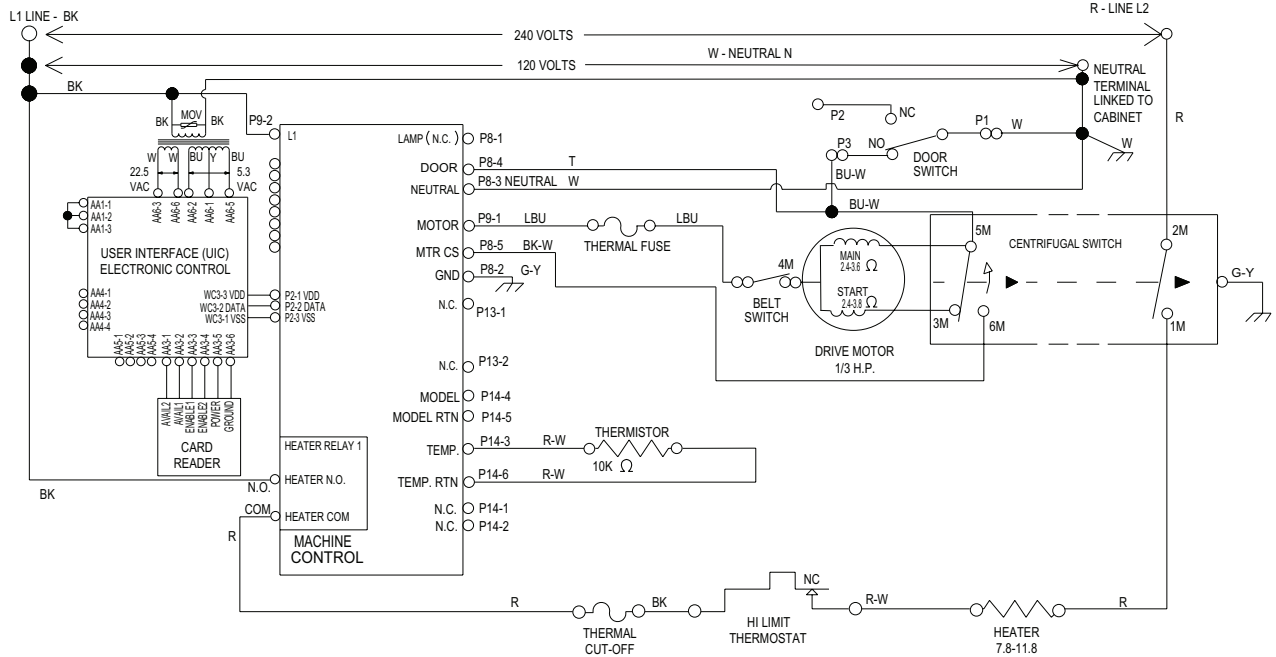 L1 LINE - BK
R - LINE L2
240 VOLTS
W - NEUTRAL N
120 VOLTS
NEUTRAL
TERMINAL
LINKED TO
CABINET
BK
MOV
BK
BK
P9-2
L1
LAMP (N.C.)
P8-1
P2
NC
P1
W
R
W
P3
NO
DOOR
SWITCH
W
W
BU
Y
BU
22.5
VAC
5.3
VAC
DOOR
P8-4
T
BU-W
NEUTRAL
P8-3 NEUTRAL
W
AA6-3
AA6-6
AA6-2
AA6-1
AA6-5
AA1-1
AA1-2
AA1-3
MOTOR
P9-1
LBU
LBU
THERMAL FUSE
BU-W
5M
CENTRIFUGAL SWITCH
2M
USER INTERFACE (UIC)
ELECTRONIC CONTROL
MTR CS
P8-5
BK-W
MAIN
2.4-3.6 Ω
G-Y
GND
P8-2
G-Y
4M
BELT
SWITCH
START
2.4-3.8 Ω
3M
6M
1M
AA4-1
AA4-2
AA4-3
AA4-4
WC3-3 VDD
WC3-2 DATA
WC3-1 VSS
P2-1 VDD
P2-2 DATA
P2-3 VSS
N.C.
P13-1
DRIVE MOTOR
1/3 H.P.
AA5-1
AA5-2
AA5-3
AA5-4
AA3-1
AA3-2
AA3-3
AA3-4
AA3-5
AA3-6
N.C.
P13-2
MODEL
P14-4
MODEL RTN
P14-5
AVAIL2
AVAIL1
ENABLE1
ENABLE2
POWER
GROUND
CARD
READER
HEATER RELAY 1
TEMP.
P14-3
R-W
THERMISTOR
10K Ω
HEATER N.O.
N.O.
TEMP. RTN
P14-6
R-W
BK
COM
HEATER COM
N.C.
P14-1
N.C.
P14-2
R
MACHINE
CONTROL
R
THERMAL
CUT-OFF
BK
HI LIMIT
THERMOSTAT
NC
R-W
HEATER
7.8-11.8
R